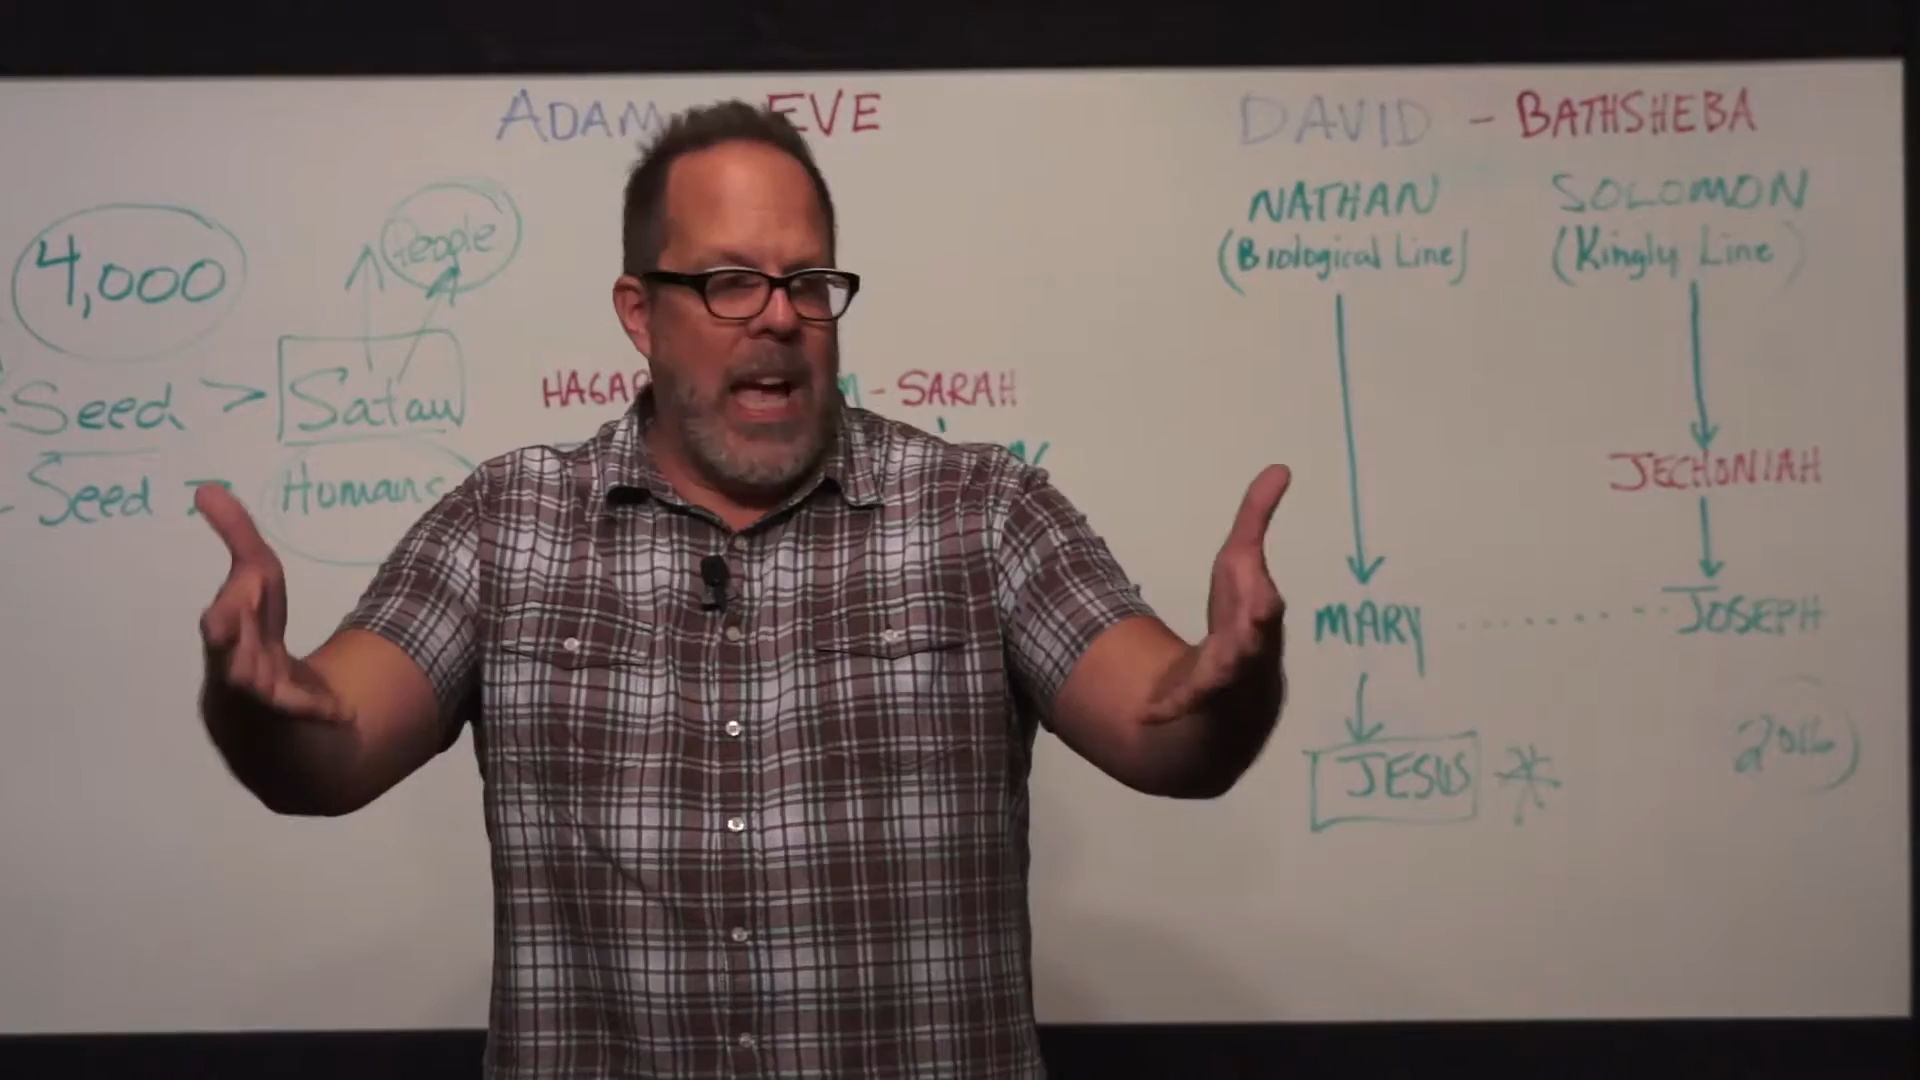 ADAM EVE
4,000
People
Seed > Satan
Seed Humans
HAGAR - SARAH
DAVID - BATHSHEBA
NATHAN SOLOMON
(Biological Line) (Kingly Line)
JECHONIAH
MARY ........ JOSEPH
JESUS *
2016)